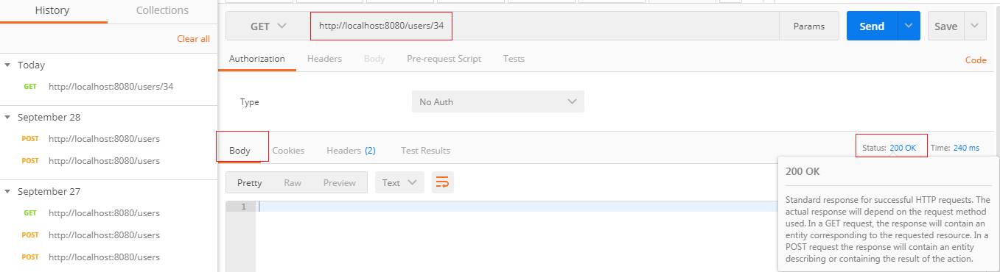 History Collections
Clear all
Today
GET http://localhost:8080/users/34
September 28
POST http://localhost:8080/users
POST http://localhost:8080/users
September 27
GET http://localhost:8080/users
POST http://localhost:8080/users
POST http://localhost:8080/users
GET http://localhost:8080/users/34 Params Send Save
Authorization Headers Body Pre-request Script Tests Code
Type No Auth
Body Cookies Headers (2) Test Results Status: 200 OK Time: 240 ms
Pretty Raw Preview Text
1
200 OK
Standard response for successful HTTP requests. The
actual response will depend on the request method
used. In a GET request, the response will contain an
entity corresponding to the requested resource. In a
POST request the response will contain an entity
describing or containing the result of the action.